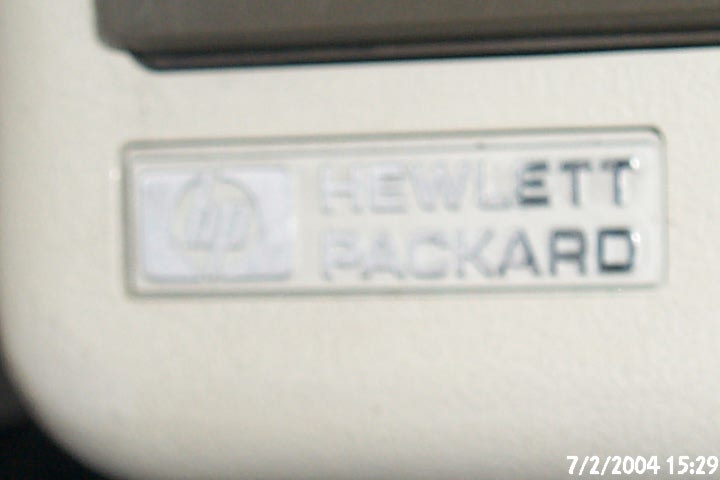 hp
HEWLETT
PACKARD
7/2/2004 15:29